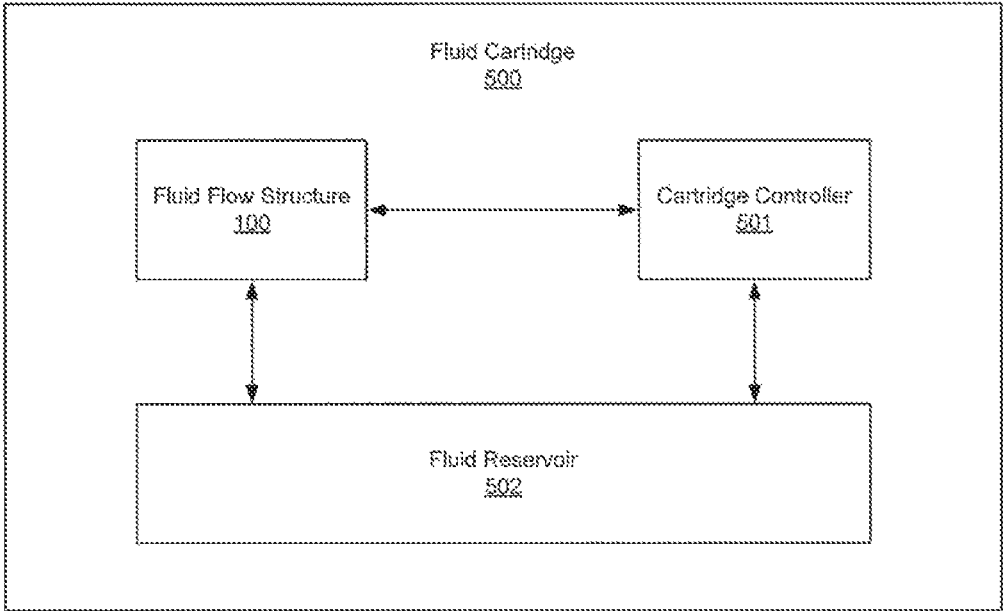 Fluid Cartridge
500
Fluid Flow Structure
100
Cartridge Controller
501
Fluid Reservoir
502